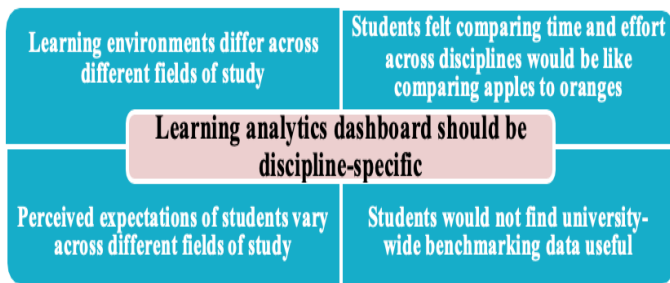 Learning environments differ across
different fields of study
Students felt comparing time and effort
across disciplines would be like
comparing apples to oranges
Learning analytics dashboard should be
discipline-specific
Perceived expectations of students vary
across different fields of study
Students would not find university-
wide benchmarking data useful